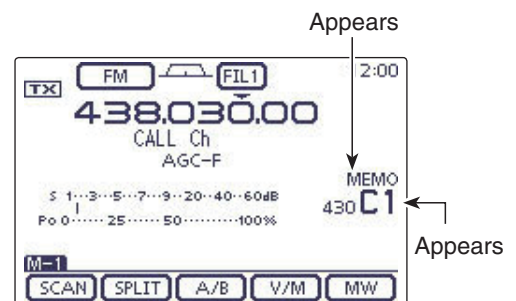 Appears
TX FM FIL1 2:00
438.030.00
CALL Ch
AGC-F
MEMO
S 1...3...5...7...9...20...40...60dB
430 C1
Po 0......25......50...........100%
Appears
M-1
SCAN SPLIT A/B V/M MW